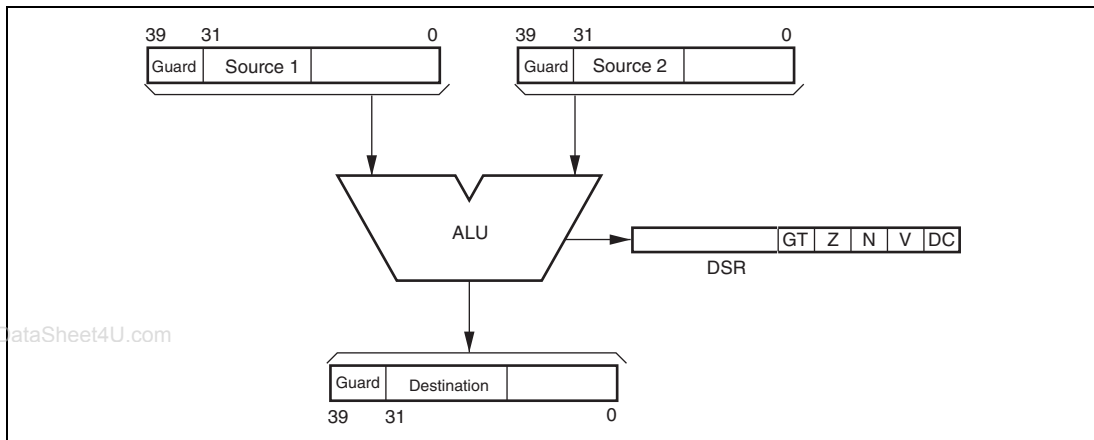 39 31 0 39 31 0
Guard Source 1 Guard Source 2
ALU
GT Z N V DC
DSR
DataSheet4U.com
Guard Destination
39 31 0